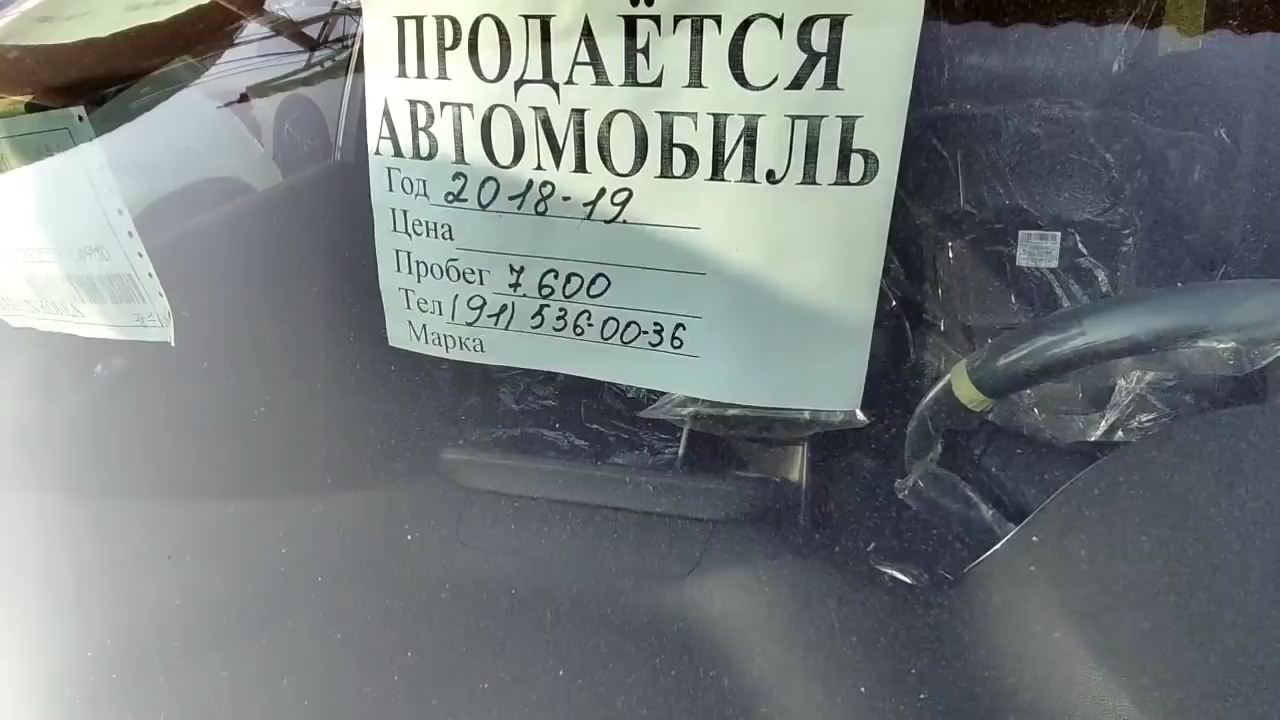 ПРОДАЁТСЯ
АВТОМОБИЛЬ
Год 2018-19.
Цена
Пробег 7.600
Тел (91) 536-00-36
Марка